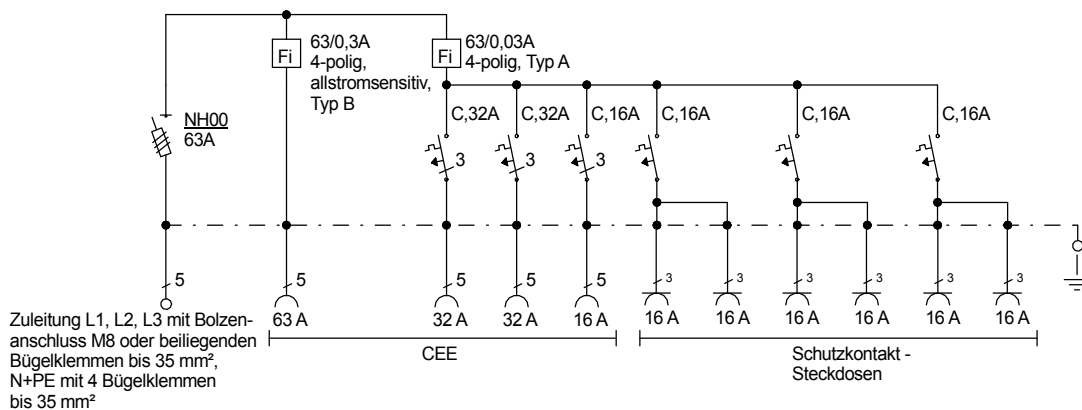 Fi
63/0,3A
4-polig,
allstromsensitiv,
Typ B
Fi
63/0,03A
4-polig, Typ A
NH00
63A
C,32A
C,32A
C,16A
C,16A
C,16A
C,16A
3
3
3
5
5
5
5
5
3
3
3
3
3
3
63 A
32 A
32 A
16 A
16 A
16 A
16 A
16 A
16 A
16 A
Zuleitung L1, L2, L3 mit Bolzen-
anschluss M8 oder beiliegenden
Bügelklemmen bis 35 mm²,
N+PE mit 4 Bügelklemmen
bis 35 mm²
CEE
Schutzkontakt -
Steckdosen